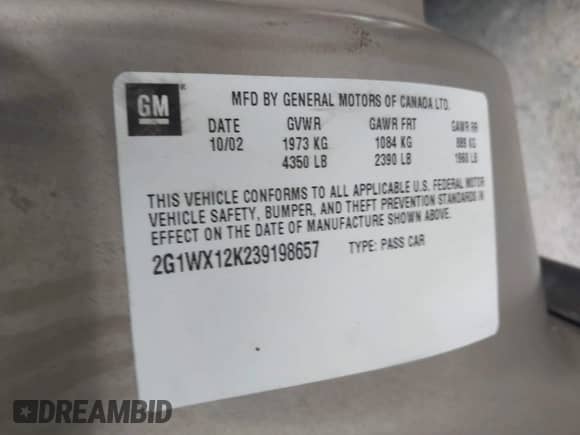 GM
MFD BY GENERAL MOTORS OF CANADA LTD.
DATE GVWR GAWR FRT GAWR RR
10/02 1973 KG 1084 KG 889 KG
4350 LB 2390 LB 1960 LB
THIS VEHICLE CONFORMS TO ALL APPLICABLE U.S. FEDERAL MOTOR
VEHICLE SAFETY, BUMPER, AND THEFT PREVENTION STANDARDS IN
EFFECT ON THE DATE OF MANUFACTURE SHOWN ABOVE.
2G1WX12K239198657 TYPE: PASS CAR
DREAMBID